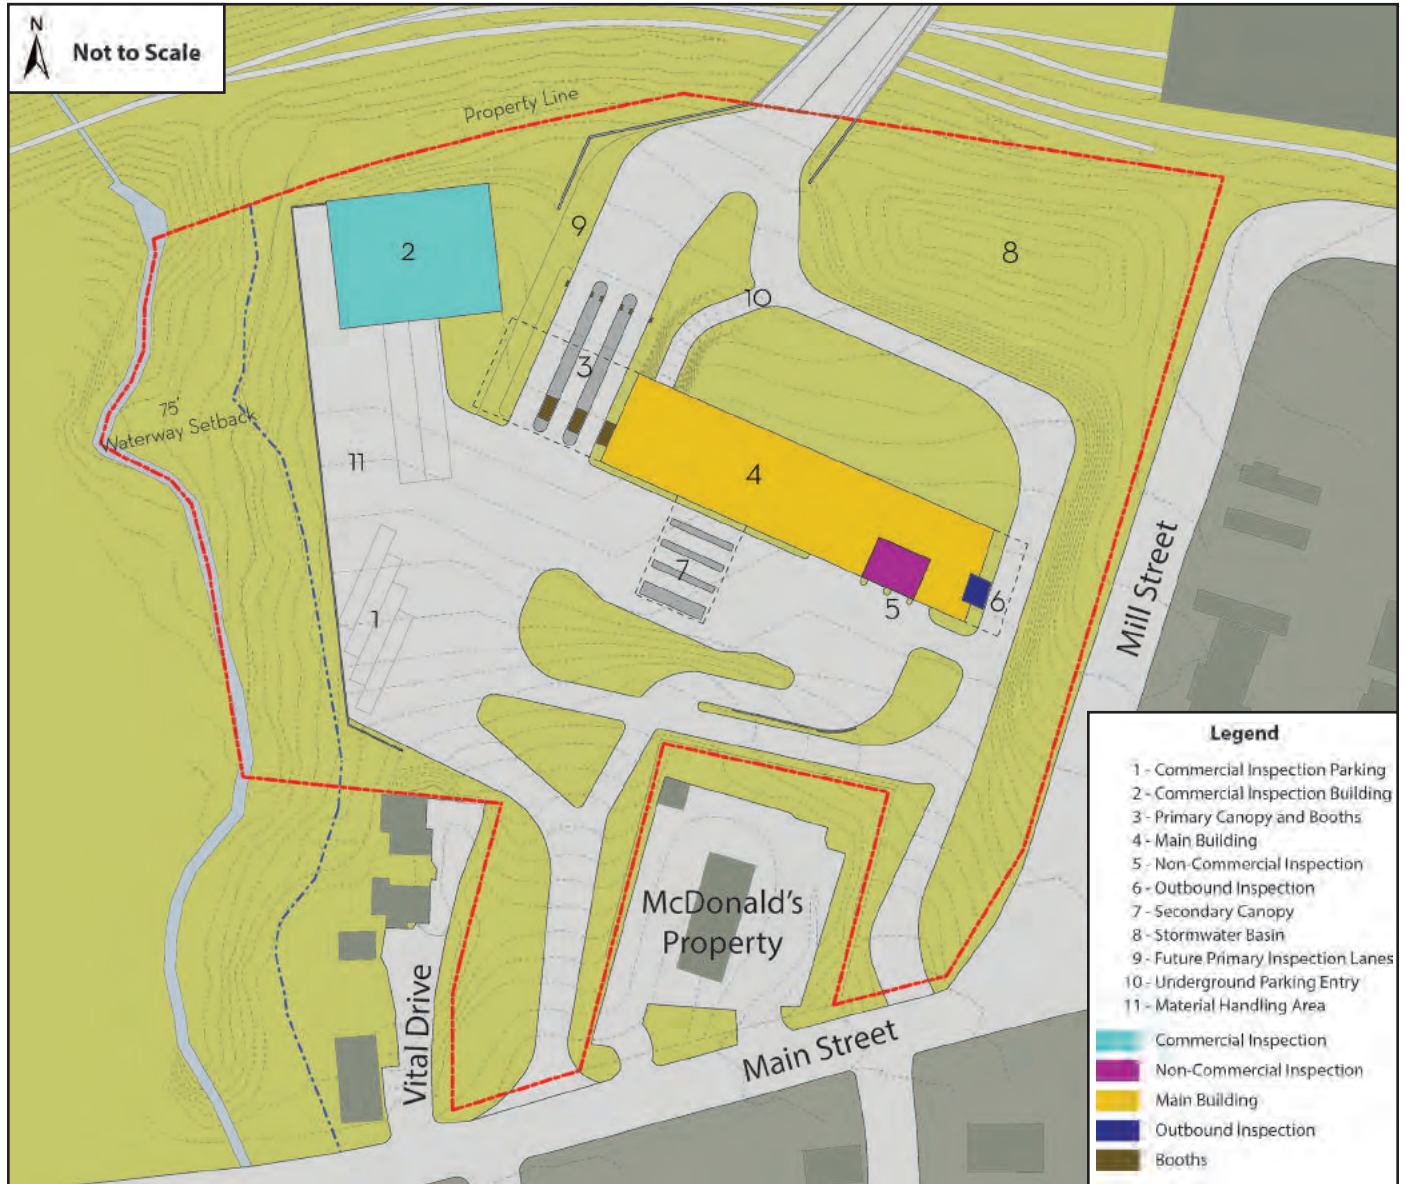 N
Not to Scale
Property Line
2
9
8
10
3
75'
Waterway Setback
11
4
7
1
5
6
Mill Street
McDonald's
Property
Vital Drive
Main Street
Legend
1 - Commercial Inspection Parking
2 - Commercial Inspection Building
3 - Primary Canopy and Booths
4 - Main Building
5 - Non-Commercial Inspection
6 - Outbound Inspection
7 - Secondary Canopy
8 - Stormwater Basin
9 - Future Primary Inspection Lanes
10 - Underground Parking Entry
11 - Material Handling Area
Commercial Inspection
Non-Commercial Inspection
Main Building
Outbound Inspection
Booths